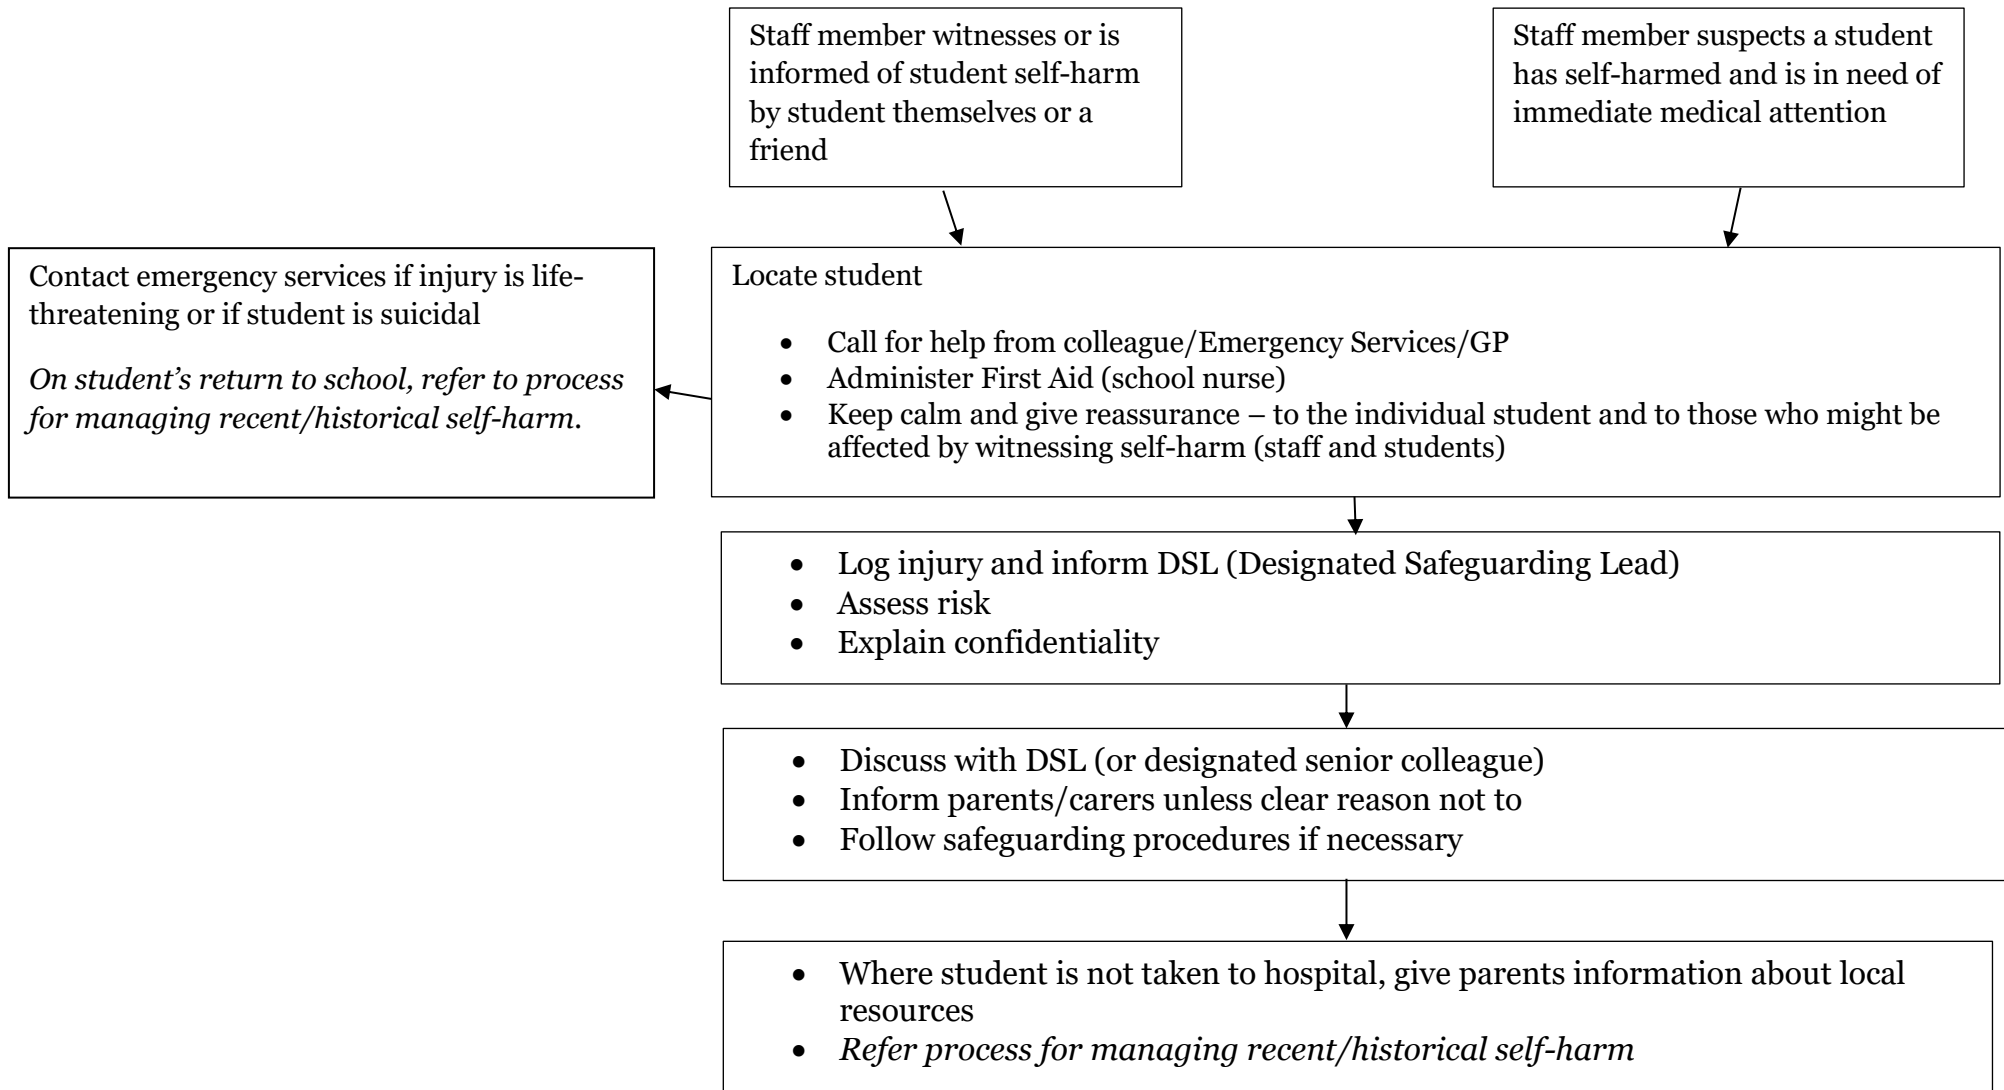 Staff member witnesses or is
informed of student self-harm
by student themselves or a
friend
Staff member suspects a student
has self-harmed and is in need of
immediate medical attention
Contact emergency services if injury is life-
threatening or if student is suicidal
On student’s return to school, refer to process
for managing recent/historical self-harm.
Locate student
• Call for help from colleague/Emergency Services/GP
• Administer First Aid (school nurse)
• Keep calm and give reassurance – to the individual student and to those who might be
affected by witnessing self-harm (staff and students)
• Log injury and inform DSL (Designated Safeguarding Lead)
• Assess risk
• Explain confidentiality
• Discuss with DSL (or designated senior colleague)
• Inform parents/carers unless clear reason not to
• Follow safeguarding procedures if necessary
• Where student is not taken to hospital, give parents information about local
resources
• Refer process for managing recent/historical self-harm